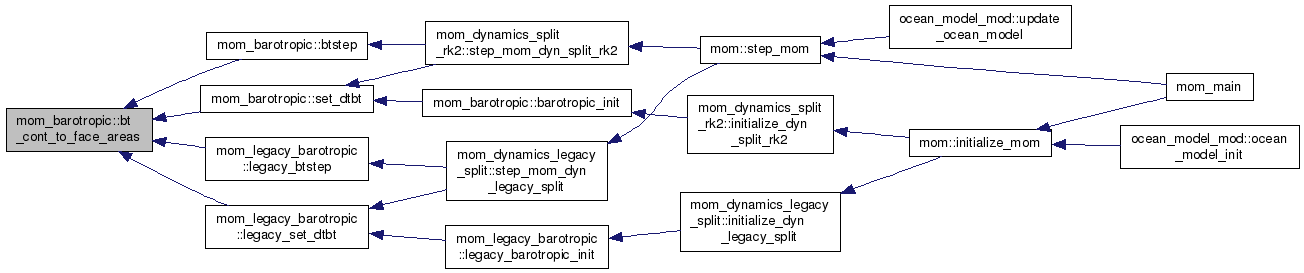 mom_barotropic::bt
_cont_to_face_areas
mom_barotropic::btstep
mom_barotropic::set_dtbt
mom_legacy_barotropic
::legacy_btstep
mom_legacy_barotropic
::legacy_set_dtbt
mom_dynamics_split
_rk2::step_mom_dyn_split_rk2
mom_barotropic::barotropic_init
mom_dynamics_legacy
_split::step_mom_dyn
_legacy_split
mom_legacy_barotropic
::legacy_barotropic_init
mom::step_mom
mom_dynamics_split
_rk2::initialize_dyn
_split_rk2
mom_dynamics_legacy
_split::initialize_dyn
_legacy_split
ocean_model_mod::update
_ocean_model
mom::initialize_mom
mom_main
ocean_model_mod::ocean
_model_init